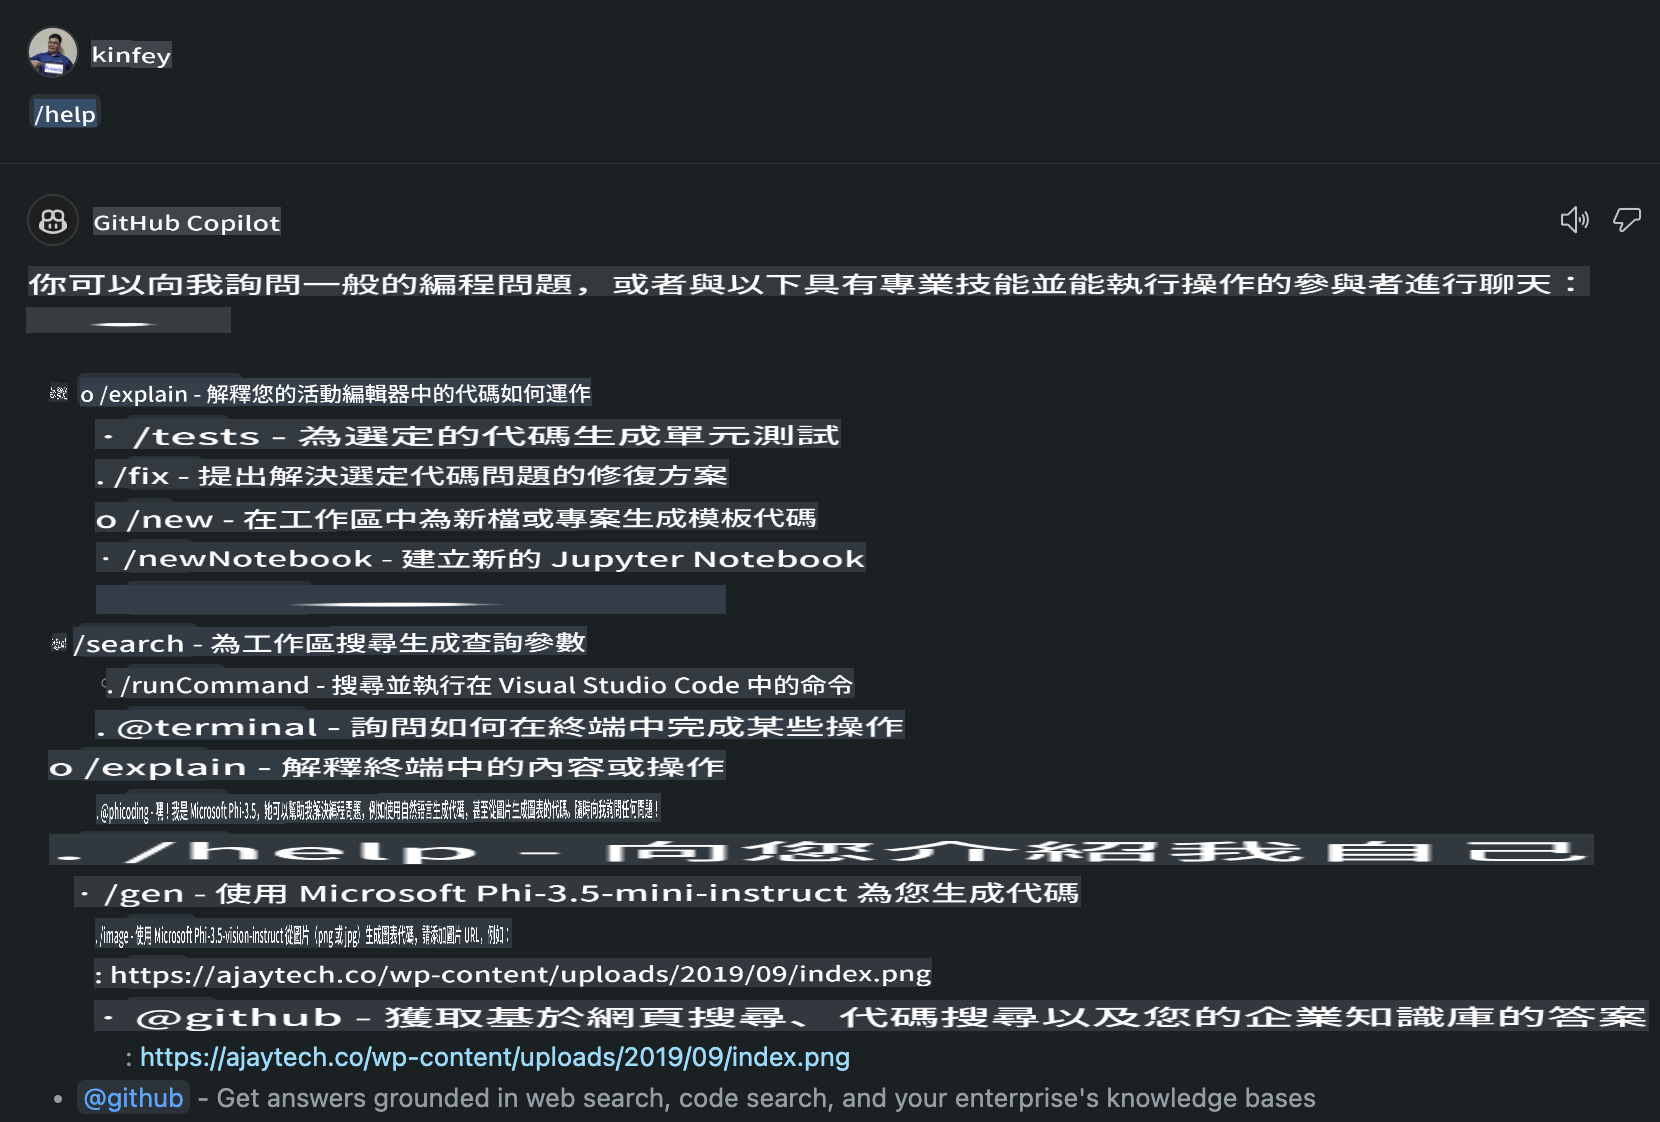 kinfey
/help
GitHub Copilot
你可以向我詢問一般的編程問題，或者與以下具有專業技能並能執行操作的參與者進行聊天：
o /explain - 解釋您的活動編輯器中的代碼如何運作
· /tests - 為選定的代碼生成單元測試
. /fix - 提出解決選定代碼問題的修復方案
o /new - 在工作區中為新檔或專案生成模板代碼
· /newNotebook - 建立新的 Jupyter Notebook
/search - 為工作區搜尋生成查詢參數
. /runCommand - 搜尋並執行在 Visual Studio Code 中的命令
. @terminal - 詢問如何在終端中完成某些操作
o /explain - 解釋終端中的內容或操作
. @phicoding - 嘿！我是 Microsoft Phi-3.5，她可以幫助我解決編程問題，例如使用自然語言生成代碼，甚至從圖片生成圖表的代碼。隨時向我詢問任何問題！
. /help - 向您介紹我自己
· /gen - 使用 Microsoft Phi-3.5-mini-instruct 為您生成代碼
. /image - 使用 Microsoft Phi-3.5-vision-instruct 從圖片（png 或 jpg）生成圖表代碼，請添加圖片 URL，例如：
: https://ajaytech.co/wp-content/uploads/2019/09/index.png
· @github - 獲取基於網頁搜尋、代碼搜尋以及您的企業知識庫的答案
: https://ajaytech.co/wp-content/uploads/2019/09/index.png
• @github - Get answers grounded in web search, code search, and your enterprise's knowledge bases